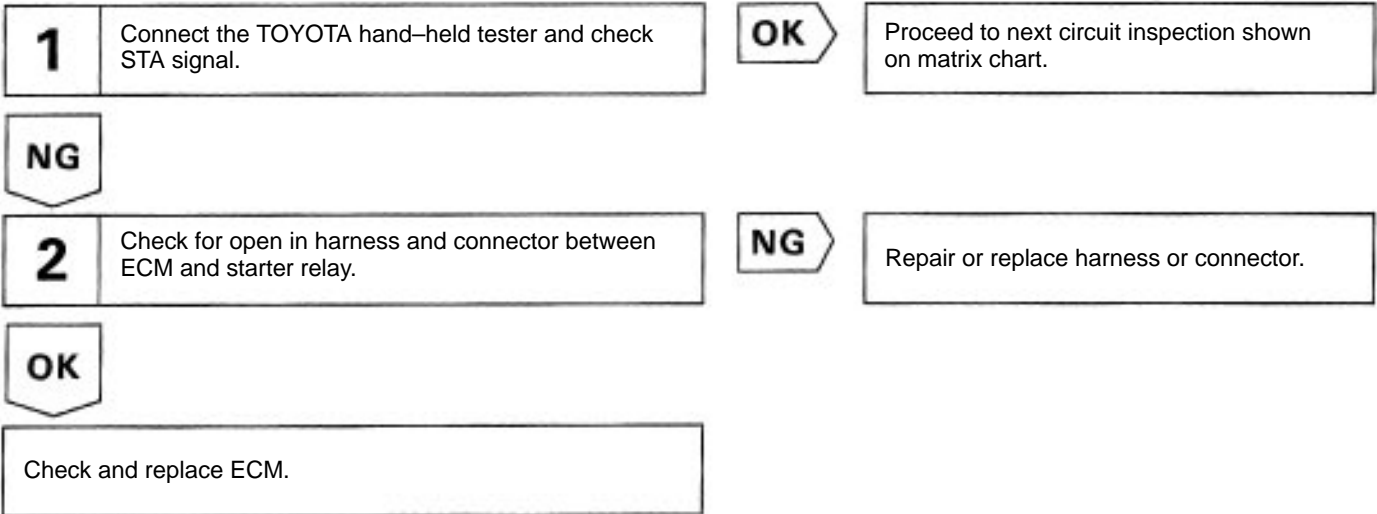 1
Connect the TOYOTA hand–held tester and check
STA signal.
OK
Proceed to next circuit inspection shown
on matrix chart.
NG
2
Check for open in harness and connector between
ECM and starter relay.
NG
Repair or replace harness or connector.
OK
Check and replace ECM.